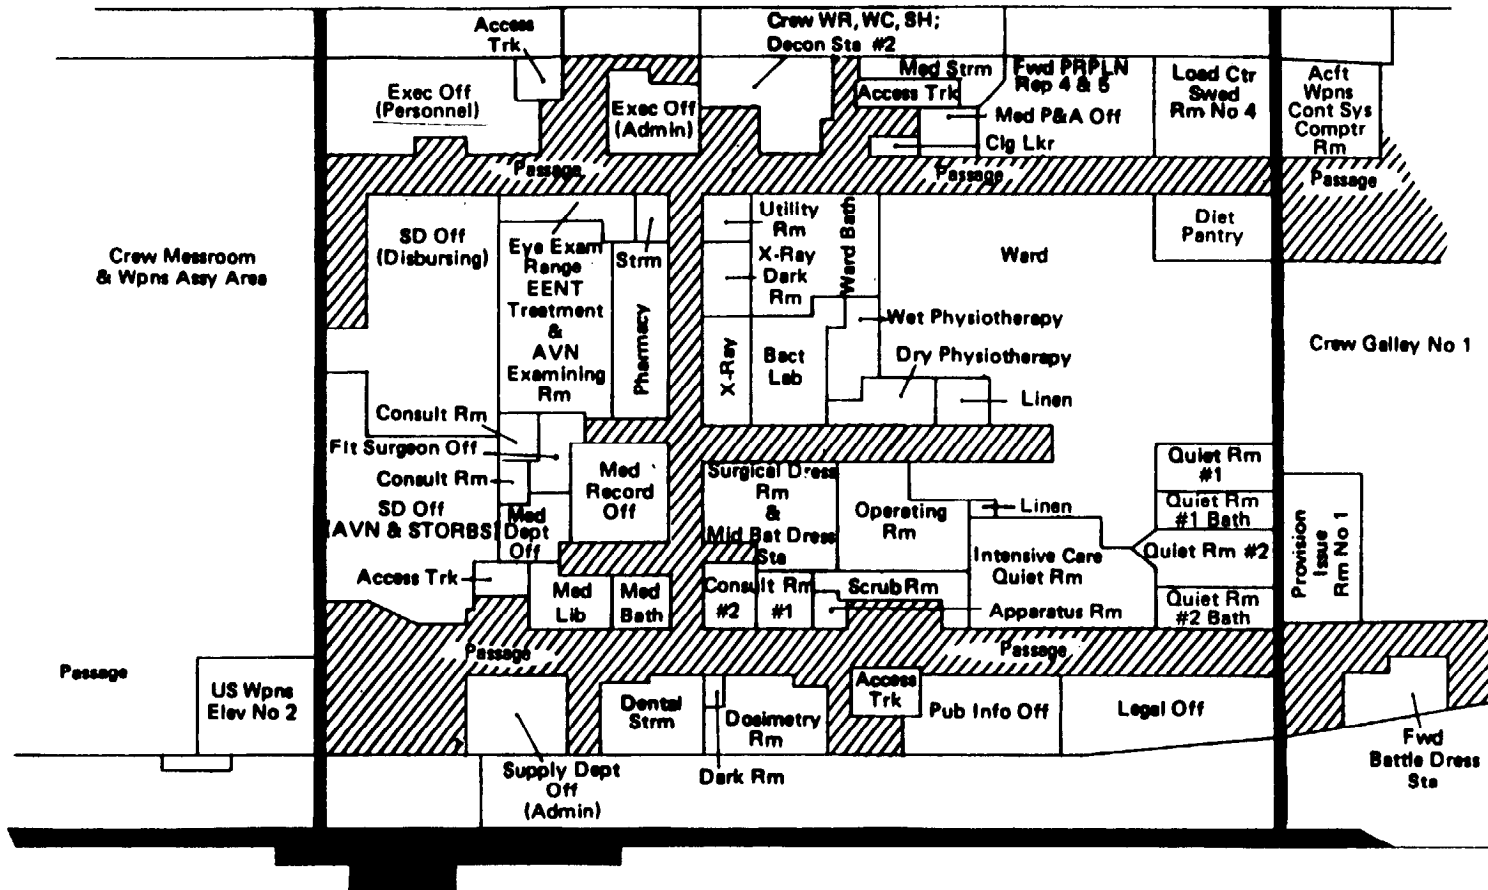 Access
Trk
Crew WR, WC, SH;
Decon Sta #2
Exec Off
(Personnel)
Exec Off
(Admin)
Med Strm
Access Trk
Fwd PRPLN
Rep 4 & 5
Med P&A Off
Clg Lkr
Load Ctr
Swed
Rm No 4
Acft
Wpns
Cont Sys
Comptr
Rm
Passage
Passage
Passage
Crew Messroom
& Wpns Assy Area
SD Off
(Disbursing)
Eye Exam
Range
EENT
Treatment
&
AVN
Examining
Rm
Strm
Pharmacy
Utility
Rm
X-Ray
Dark
Rm
Ward Bath
Ward
Diet
Pantry
X-Ray
Bact
Lab
Wet Physiotherapy
Dry Physiotherapy
Linen
Crew Galley No 1
Consult Rm
Flt Surgeon Off
Consult Rm
SD Off
(AVN & STORBS)
Med
Dept
Off
Med
Record
Off
Surgical Dress
Rm
&
Mid Bat Dress
Sta
Operating
Rm
Linen
Intensive Care
Quiet Rm
Quiet Rm
#1
Quiet Rm
#1 Bath
Quiet Rm #2
Quiet Rm
#2 Bath
Provision
Issue
Rm No 1
Access Trk
Med
Lib
Med
Bath
Consult Rm
#2 #1
Scrub Rm
Apparatus Rm
Passage
Passage
Passage
US Wpns
Elev No 2
Dental
Strm
Dosimetry
Rm
Access
Trk
Pub Info Off
Legal Off
Supply Dept
Off
(Admin)
Dark Rm
Fwd
Battle Dress
Sta